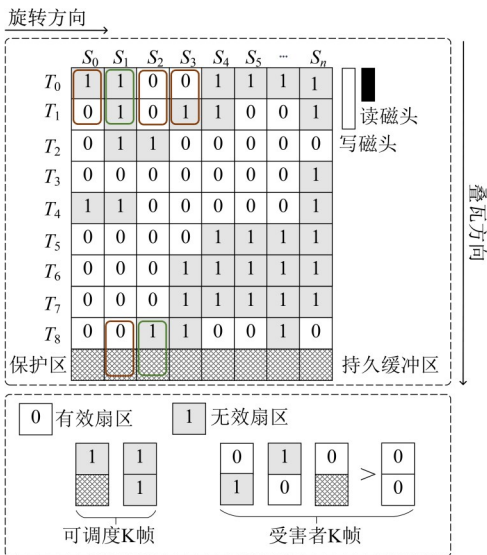 旋转方向
S₀ S₁ S₂ S₃ S₄ S₅ ··· Sₙ
T₀ 1 1 0 0 1 1 1 1
T₁ 0 1 0 1 1 0 0 1
读磁头
写磁头
T₂ 0 1 1 0 0 0 0 0
T₃ 0 0 0 0 0 0 0 1
T₄ 1 1 0 0 0 0 0 1
T₅ 0 0 0 0 1 1 1 1
T₆ 0 0 0 1 1 1 1 1
T₇ 0 0 0 1 1 1 1 1
T₈ 0 0 1 1 0 0 1 0
保护区 持久缓冲区
叠瓦方向
0 有效扇区 1 无效扇区
1 1 0 1 0 > 0
1 1 0 0
可调度K帧 受害者K帧